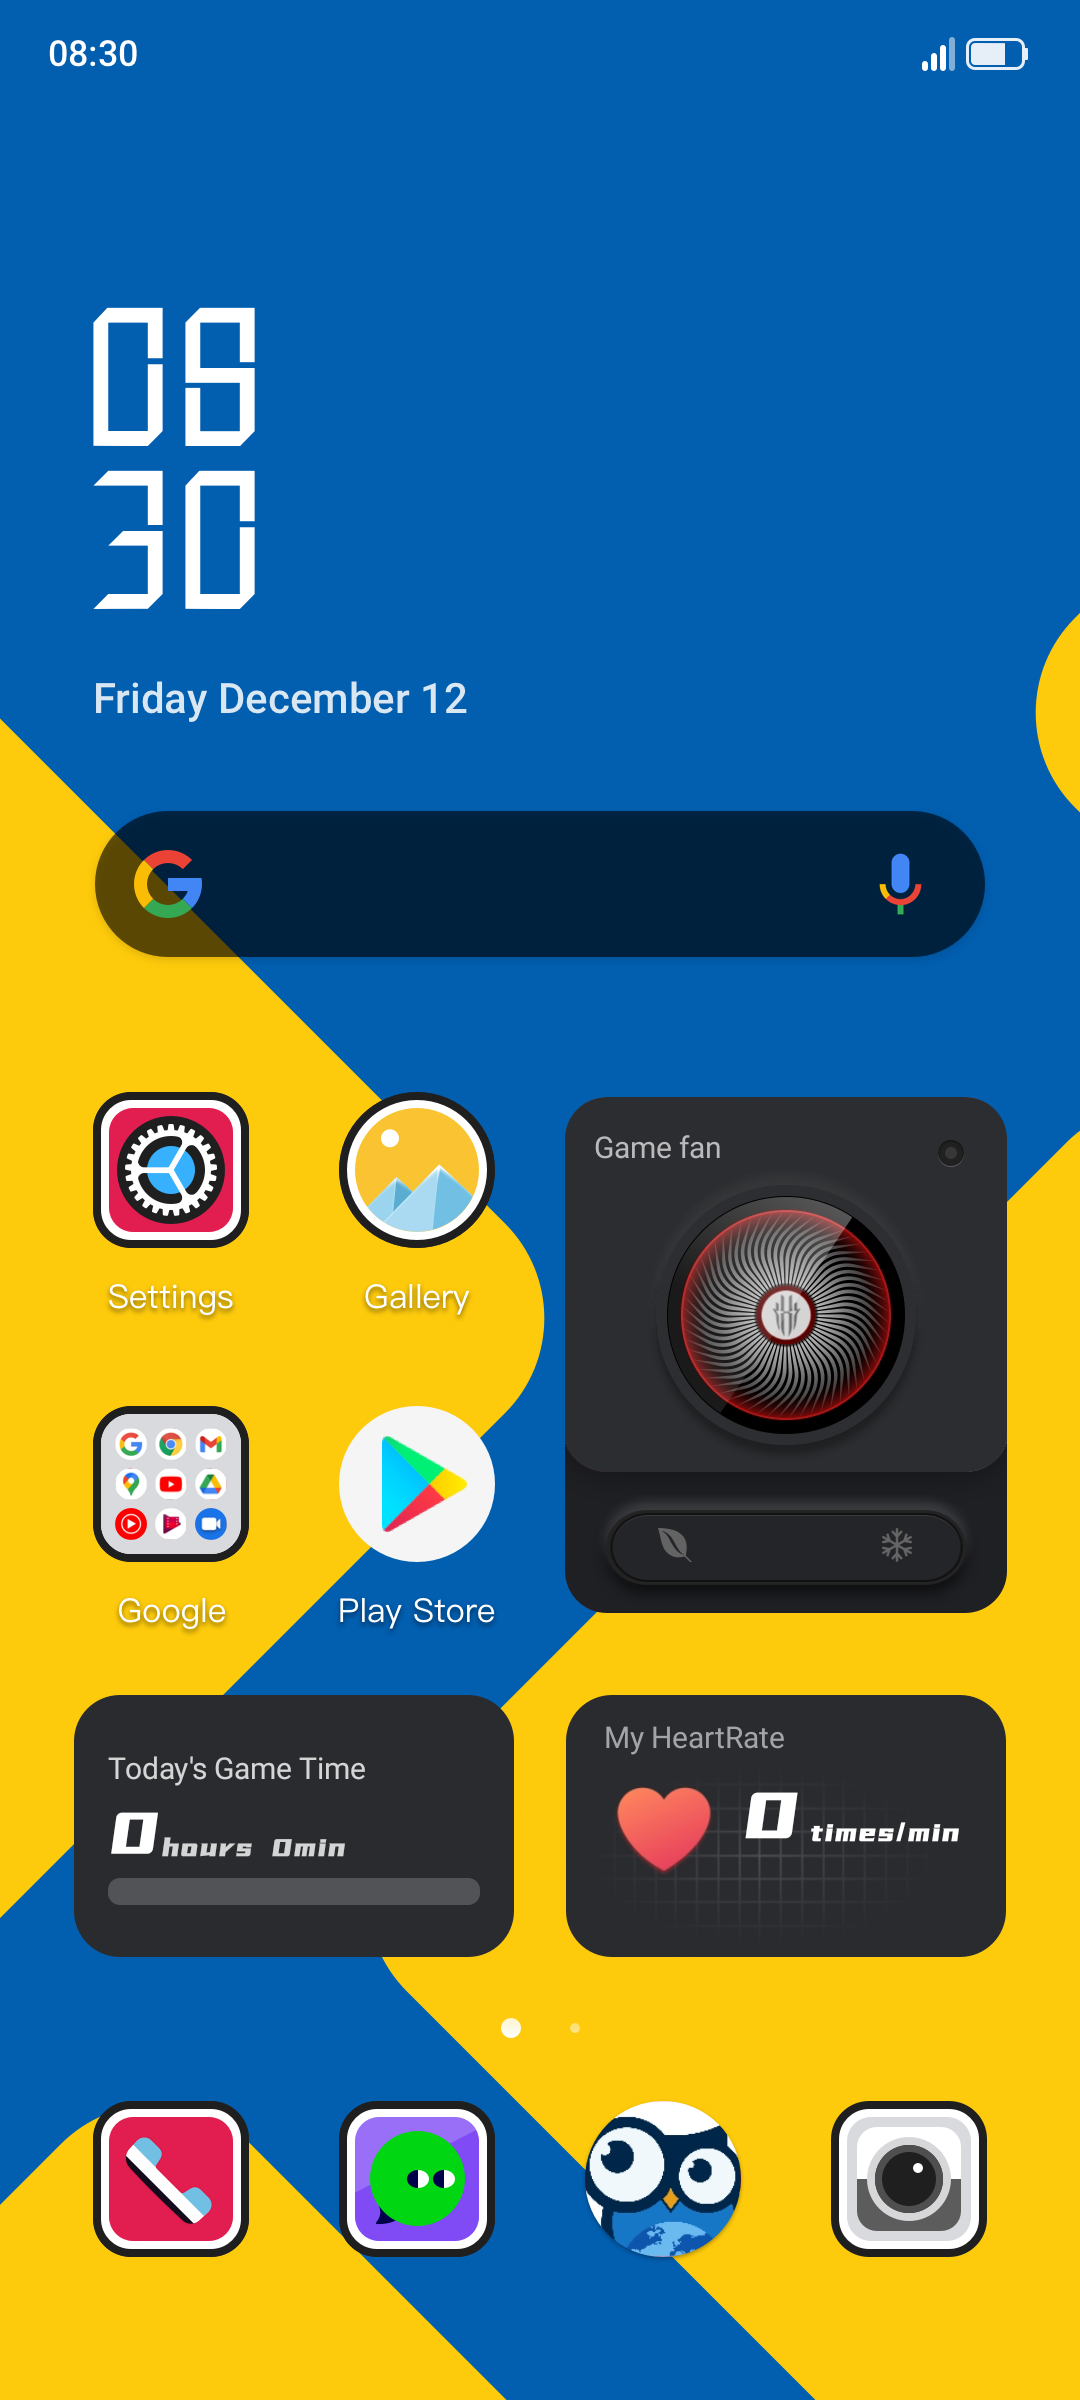 08:30
08
30
Friday December 12
Game fan
Settings
Gallery
Google
Play Store
Today's Game Time
0 hours 0min
My HeartRate
0 times/min